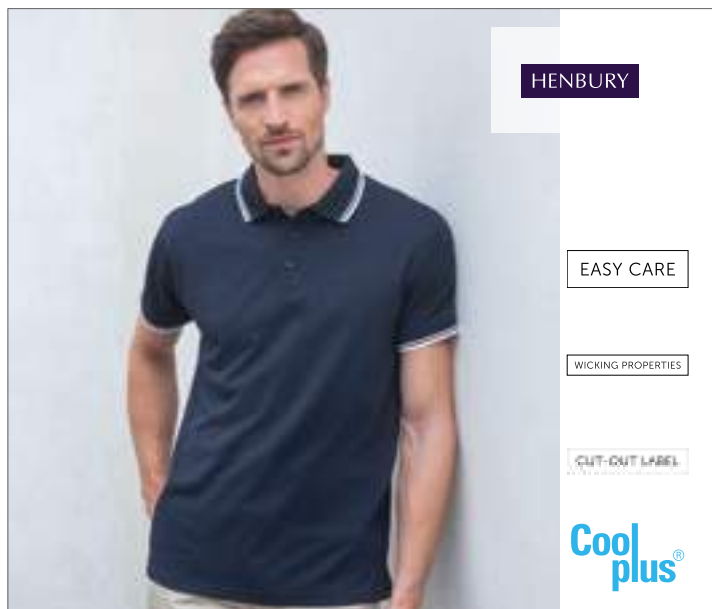 HENBURY
EASY CARE
WICKING PROPERTIES
CUT-OUT LABEL
Cool
plus®